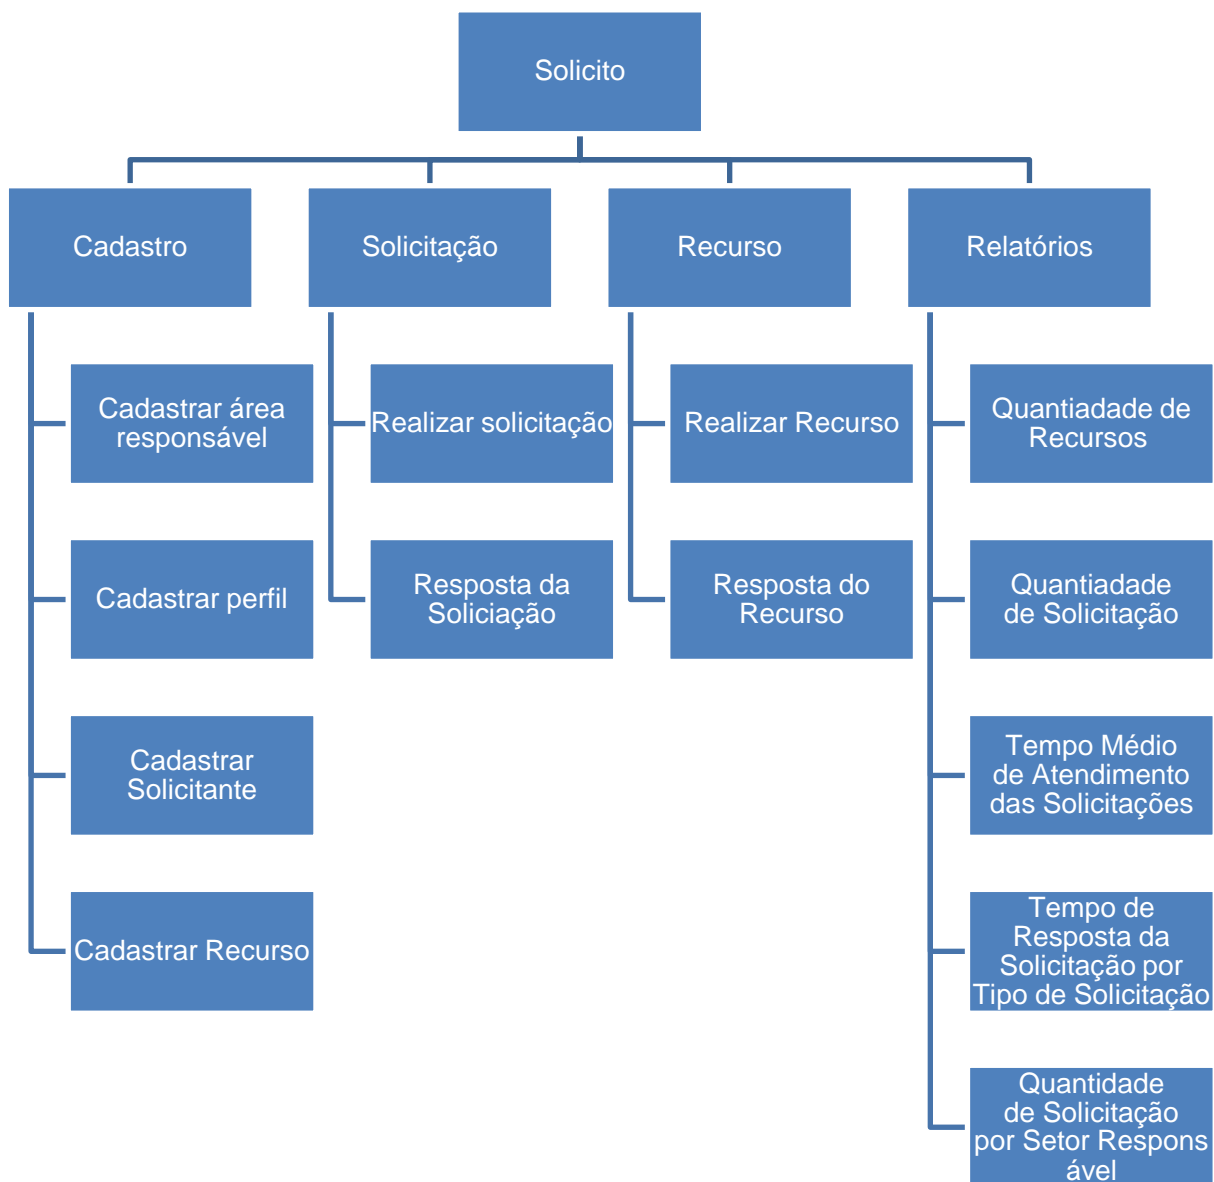 Solicito
Cadastro
Solicitação
Recurso
Relatórios
Cadastrar área
responsável
Cadastrar perfil
Cadastrar
Solicitante
Cadastrar Recurso
Realizar solicitação
Resposta da
Soliciação
Realizar Recurso
Resposta do
Recurso
Quantiadade de
Recursos
Quantiadade
de Solicitação
Tempo Médio
de Atendimento
das Solicitações
Tempo de
Resposta da
Solicitação por
Tipo de Solicitação
Quantidade
de Solicitação
por Setor Respons
ável